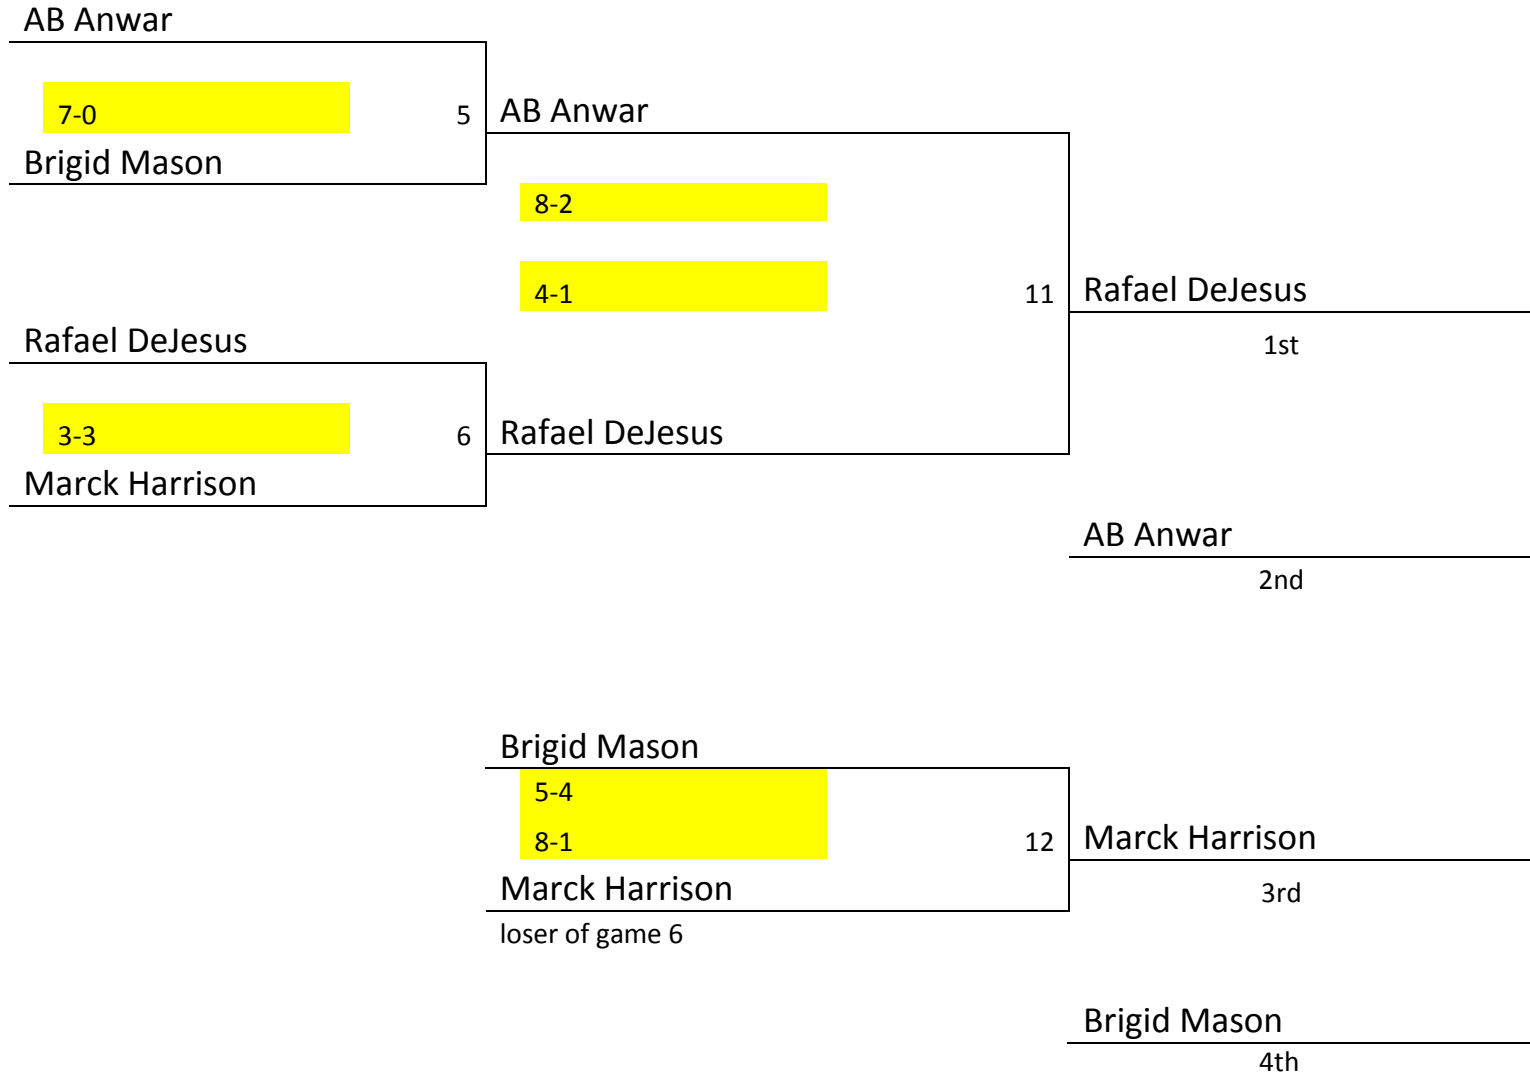 AB Anwar
7-0
5
AB Anwar
Brigid Mason
8-2
4-1
11
Rafael DeJesus
1st
Rafael DeJesus
3-3
6
Rafael DeJesus
Marck Harrison
AB Anwar
2nd
Brigid Mason
5-4
8-1
12
Marck Harrison
Marck Harrison
3rd
loser of game 6
Brigid Mason
4th